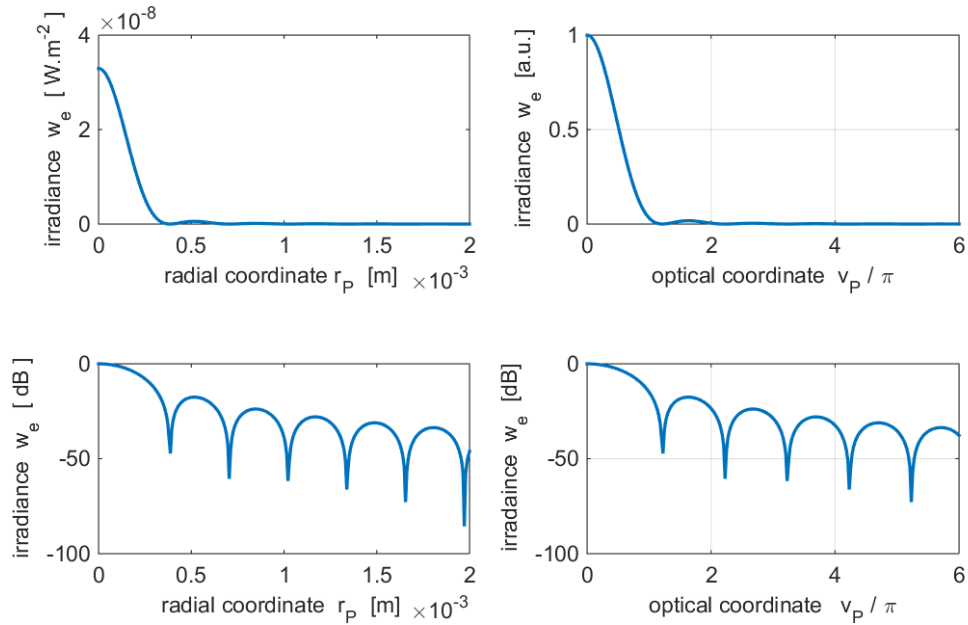 ×10⁻⁸
irradiance w_e [ W.m⁻² ]
4
2
0
0 0.5 1 1.5 2
radial coordinate r_P [m] ×10⁻³
irradiance w_e [a.u.]
1
0.5
0
0 2 4 6
optical coordinate v_P / π
irradiance w_e [ dB ]
0
-50
-100
0 0.5 1 1.5 2
radial coordinate r_P [m] ×10⁻³
irradaince w_e [dB]
0
-50
-100
0 2 4 6
optical coordinate v_P / π